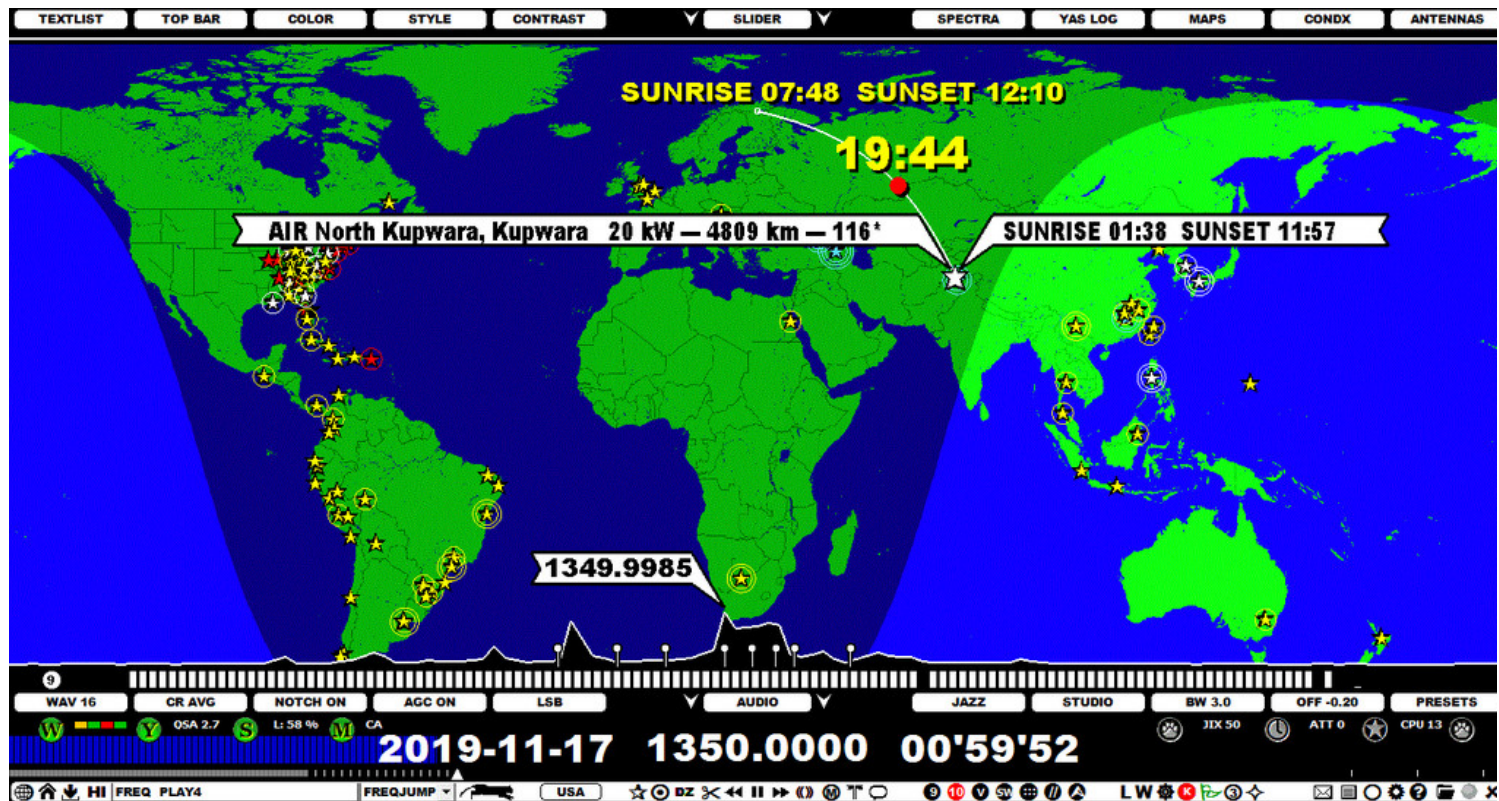 TEXTLIST TOP BAR COLOR STYLE CONTRAST SLIDER SPECTRA YAS LOG MAPS CONDX ANTENNAS
SUNRISE 07:48 SUNSET 12:10
19:44
AIR North Kupwara, Kupwara 20 kW — 4809 km — 116* SUNRISE 01:38 SUNSET 11:57
1349.9985
9
WAV 16 CR AVG NOTCH ON AGC ON LSB AUDIO JAZZ STUDIO BW 3.0 OFF -0.20 PRESETS
W Y OSA 2.7 S L: 58 % M CA JIX 50 ATT 0 CPU 13
2019-11-17 1350.0000 00'59'52
HI FREQ PLAY4 FREQJUMP USA DZ M T 9 10 V SW L W K 3 X